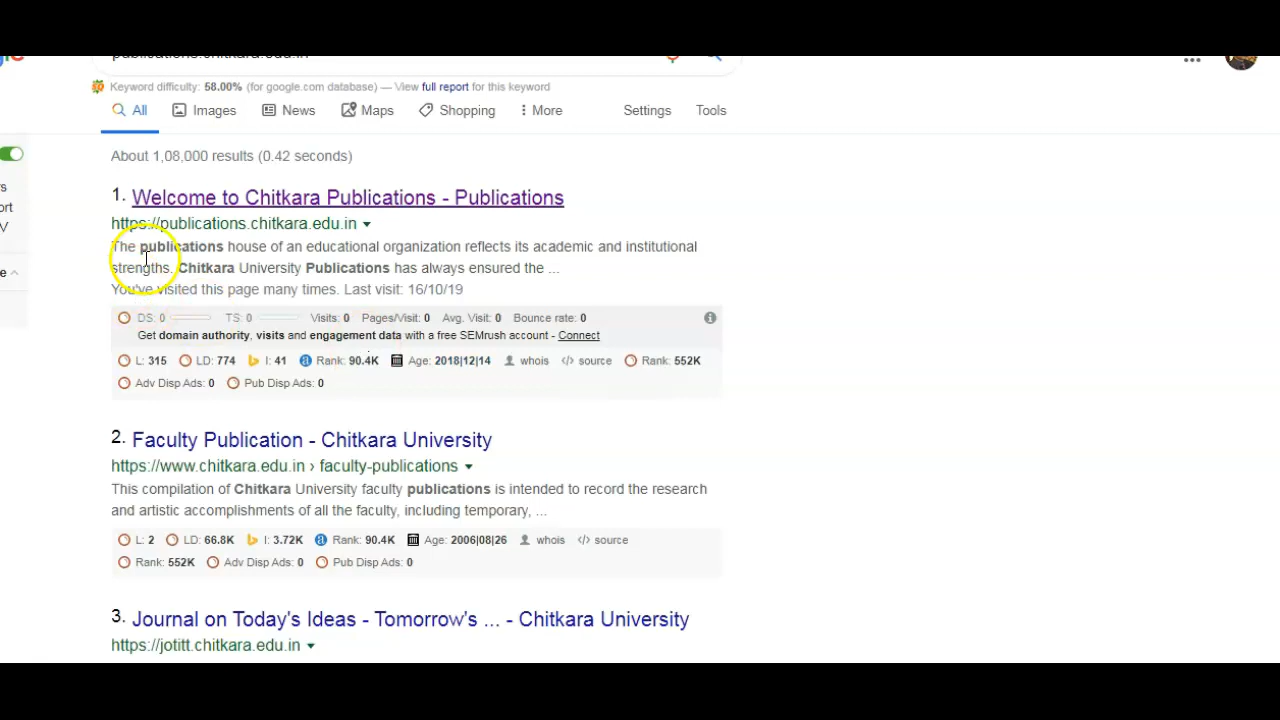 publications.chitkara.edu.in
Keyword difficulty: 58.00% (for google.com database) — View full report for this keyword
All Images News Maps Shopping More Settings Tools
About 1,08,000 results (0.42 seconds)
1. Welcome to Chitkara Publications - Publications
https://publications.chitkara.edu.in
The publications house of an educational organization reflects its academic and institutional
strengths. Chitkara University Publications has always ensured the ...
You've visited this page many times. Last visit: 16/10/19
DS: 0 TS: 0 Visits: 0 Pages/Visit: 0 Avg. Visit: 0 Bounce rate: 0
Get domain authority, visits and engagement data with a free SEMrush account - Connect
L: 315 LD: 774 I: 41 Rank: 90.4K Age: 2018|12|14 whois </> source Rank: 552K
Adv Disp Ads: 0 Pub Disp Ads: 0
2. Faculty Publication - Chitkara University
https://www.chitkara.edu.in › faculty-publications
This compilation of Chitkara University faculty publications is intended to record the research
and artistic accomplishments of all the faculty, including temporary, ...
L: 2 LD: 66.8K I: 3.72K Rank: 90.4K Age: 2006|08|26 whois </> source
Rank: 552K Adv Disp Ads: 0 Pub Disp Ads: 0
3. Journal on Today's Ideas - Tomorrow's ... - Chitkara University
https://jotitt.chitkara.edu.in